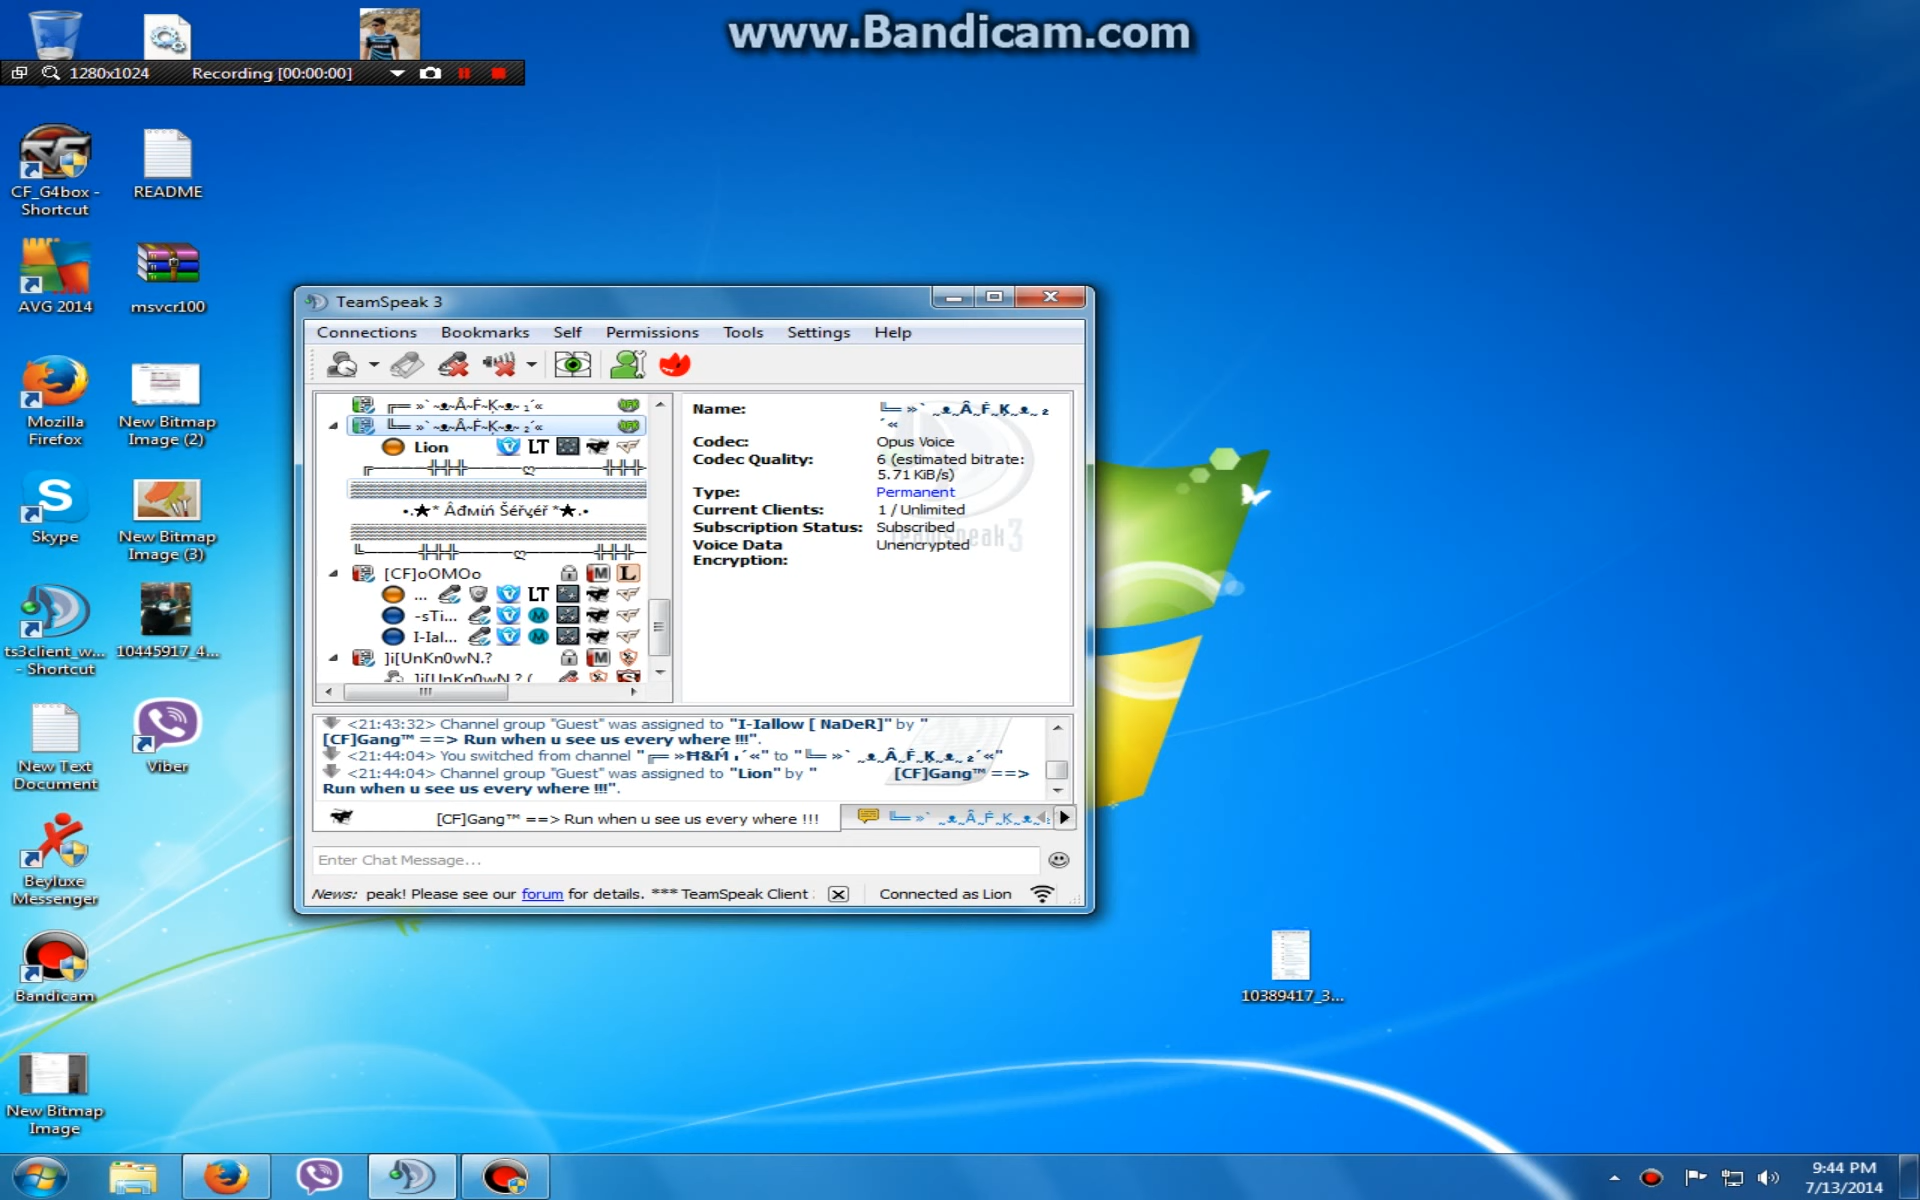 www.Bandicam.com
1280x1024 Recording [00:00:00]
CF_G4box -
Shortcut
README
AVG 2014
msvcr100
Mozilla
Firefox
New Bitmap
Image (2)
Skype
New Bitmap
Image (3)
ts3client_w...
- Shortcut
10445917_4...
New Text
Document
Viber
Beyluxe
Messenger
Bandicam
New Bitmap
Image
10389417_3...
TeamSpeak 3
Connections Bookmarks Self Permissions Tools Settings Help
Lion LT
•.★* Âdмίń Šéŕνéř *★.•
[CF]oOMOo M L
... LT
-sTi... M
I-Ial... M
]i[UnKn0wN.? M
]i[UnKn0wN.? (
Name:
Codec: Opus Voice
Codec Quality: 6 (estimated bitrate:
5.71 KiB/s)
Type: Permanent
Current Clients: 1 / Unlimited
Subscription Status: Subscribed
Voice Data Unencrypted
Encryption:
teamspeak 3
<21:43:32> Channel group "Guest" was assigned to "I-Iallow [ NaDeR]" by "
[CF]Gang™ ==> Run when u see us every where !!!".
<21:44:04> You switched from channel
<21:44:04> Channel group "Guest" was assigned to "Lion" by " [CF]Gang™ ==>
Run when u see us every where !!!".
[CF]Gang™ ==> Run when u see us every where !!!
Enter Chat Message...
News: peak! Please see our forum for details. *** TeamSpeak Client Connected as Lion
9:44 PM
7/13/2014